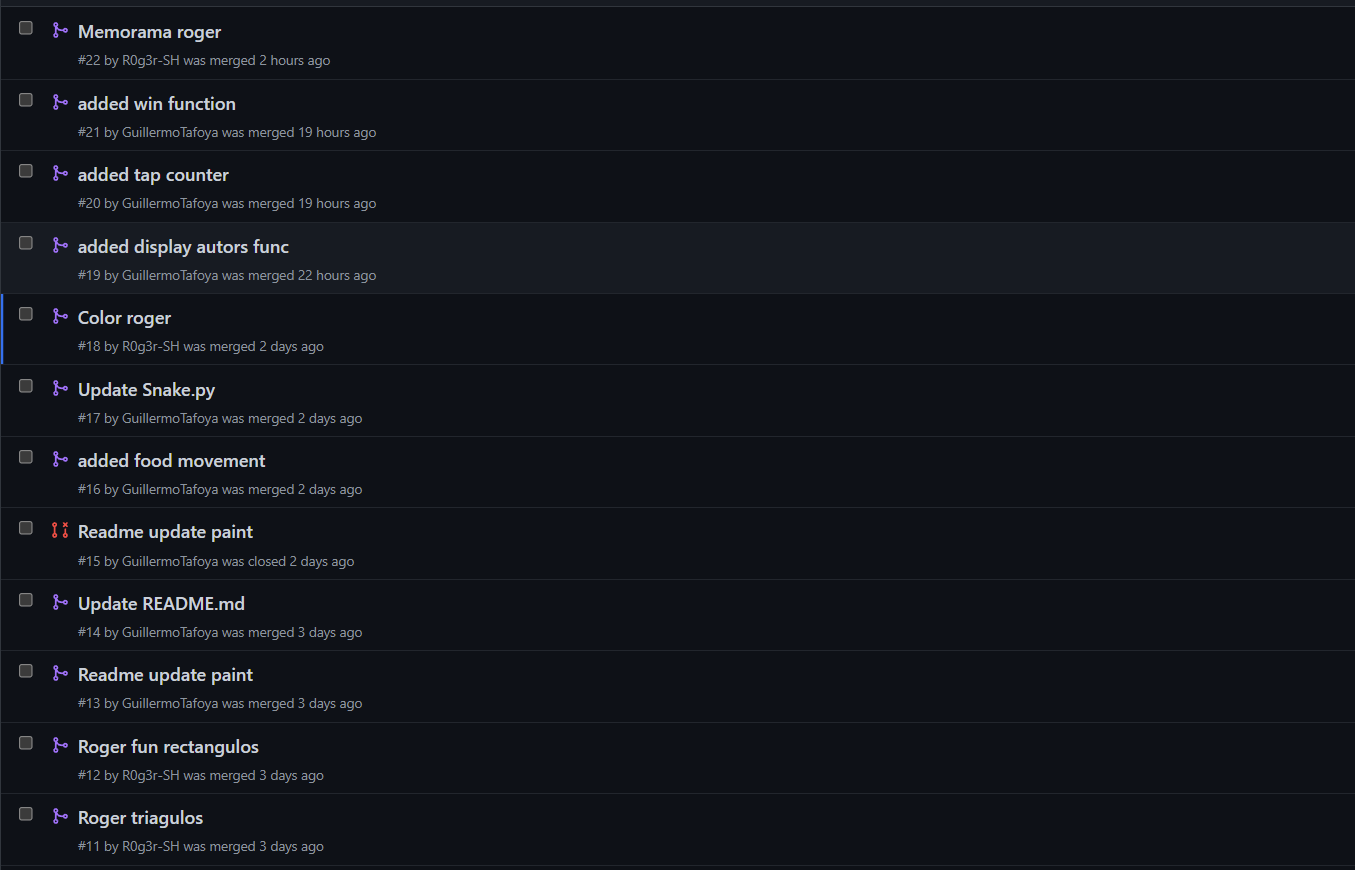 Memorama roger
#22 by R0g3r-SH was merged 2 hours ago
added win function
#21 by GuillermoTafoya was merged 19 hours ago
added tap counter
#20 by GuillermoTafoya was merged 19 hours ago
added display autors func
#19 by GuillermoTafoya was merged 22 hours ago
Color roger
#18 by R0g3r-SH was merged 2 days ago
Update Snake.py
#17 by GuillermoTafoya was merged 2 days ago
added food movement
#16 by GuillermoTafoya was merged 2 days ago
Readme update paint
#15 by GuillermoTafoya was closed 2 days ago
Update README.md
#14 by GuillermoTafoya was merged 3 days ago
Readme update paint
#13 by GuillermoTafoya was merged 3 days ago
Roger fun rectangulos
#12 by R0g3r-SH was merged 3 days ago
Roger triagulos
#11 by R0g3r-SH was merged 3 days ago